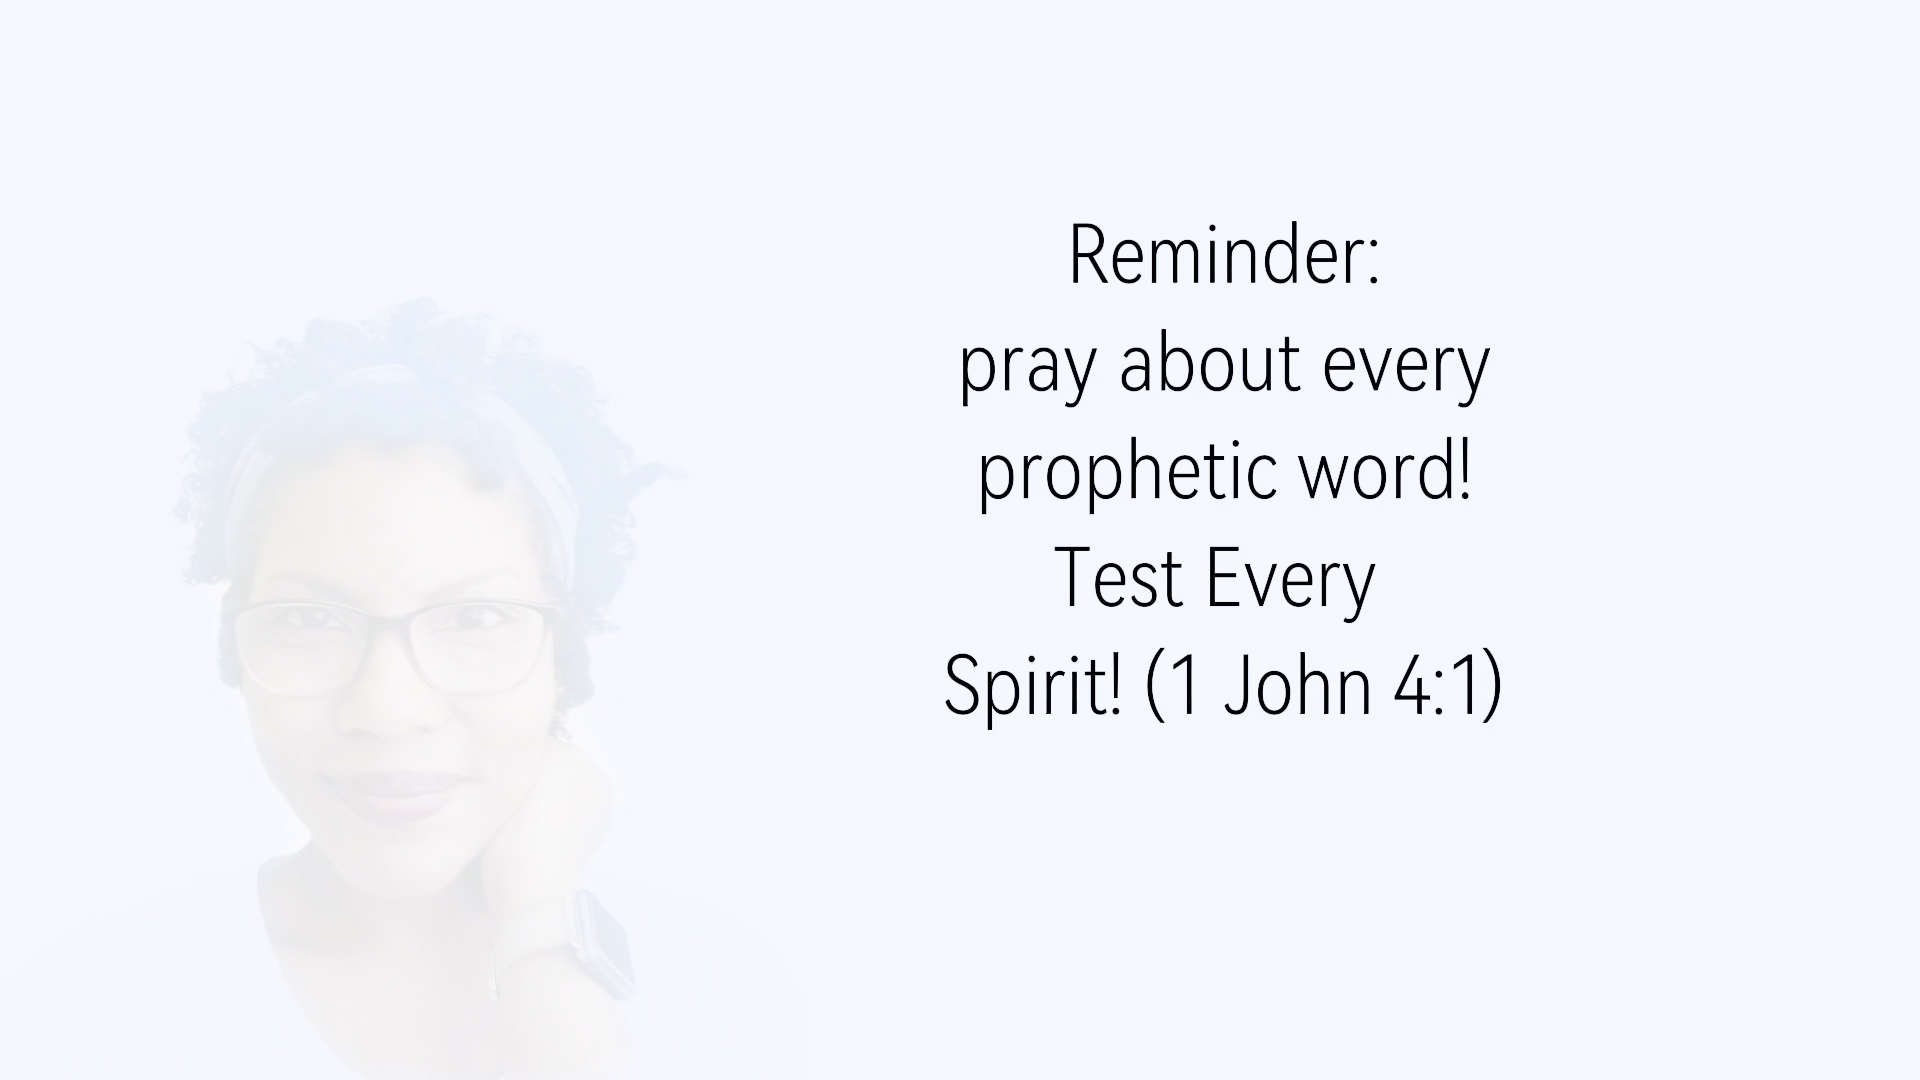 Reminder:
pray about every
prophetic word!
Test Every
Spirit! (1 John 4:1)